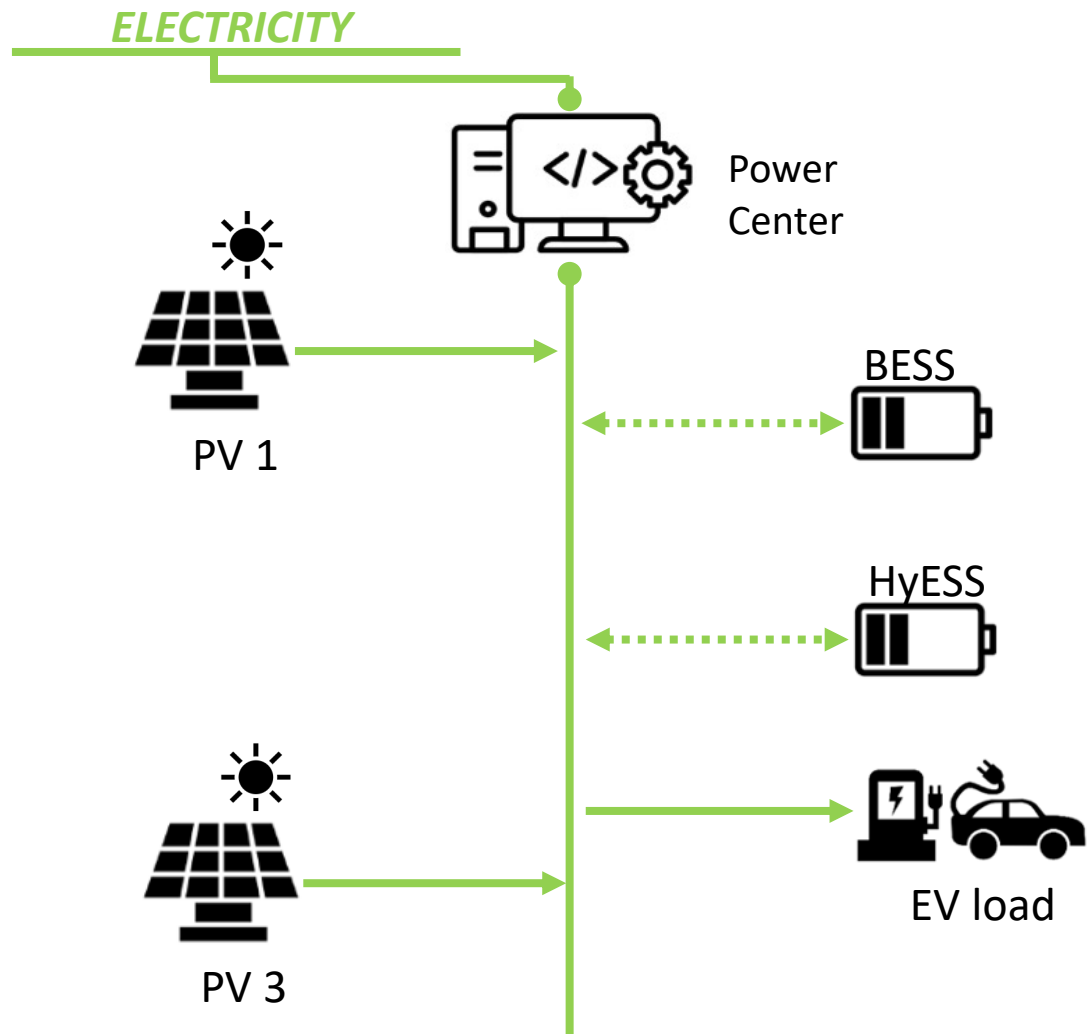 ELECTRICITY
</>
Power
Center
BESS
PV 1
HyESS
EV load
PV 3